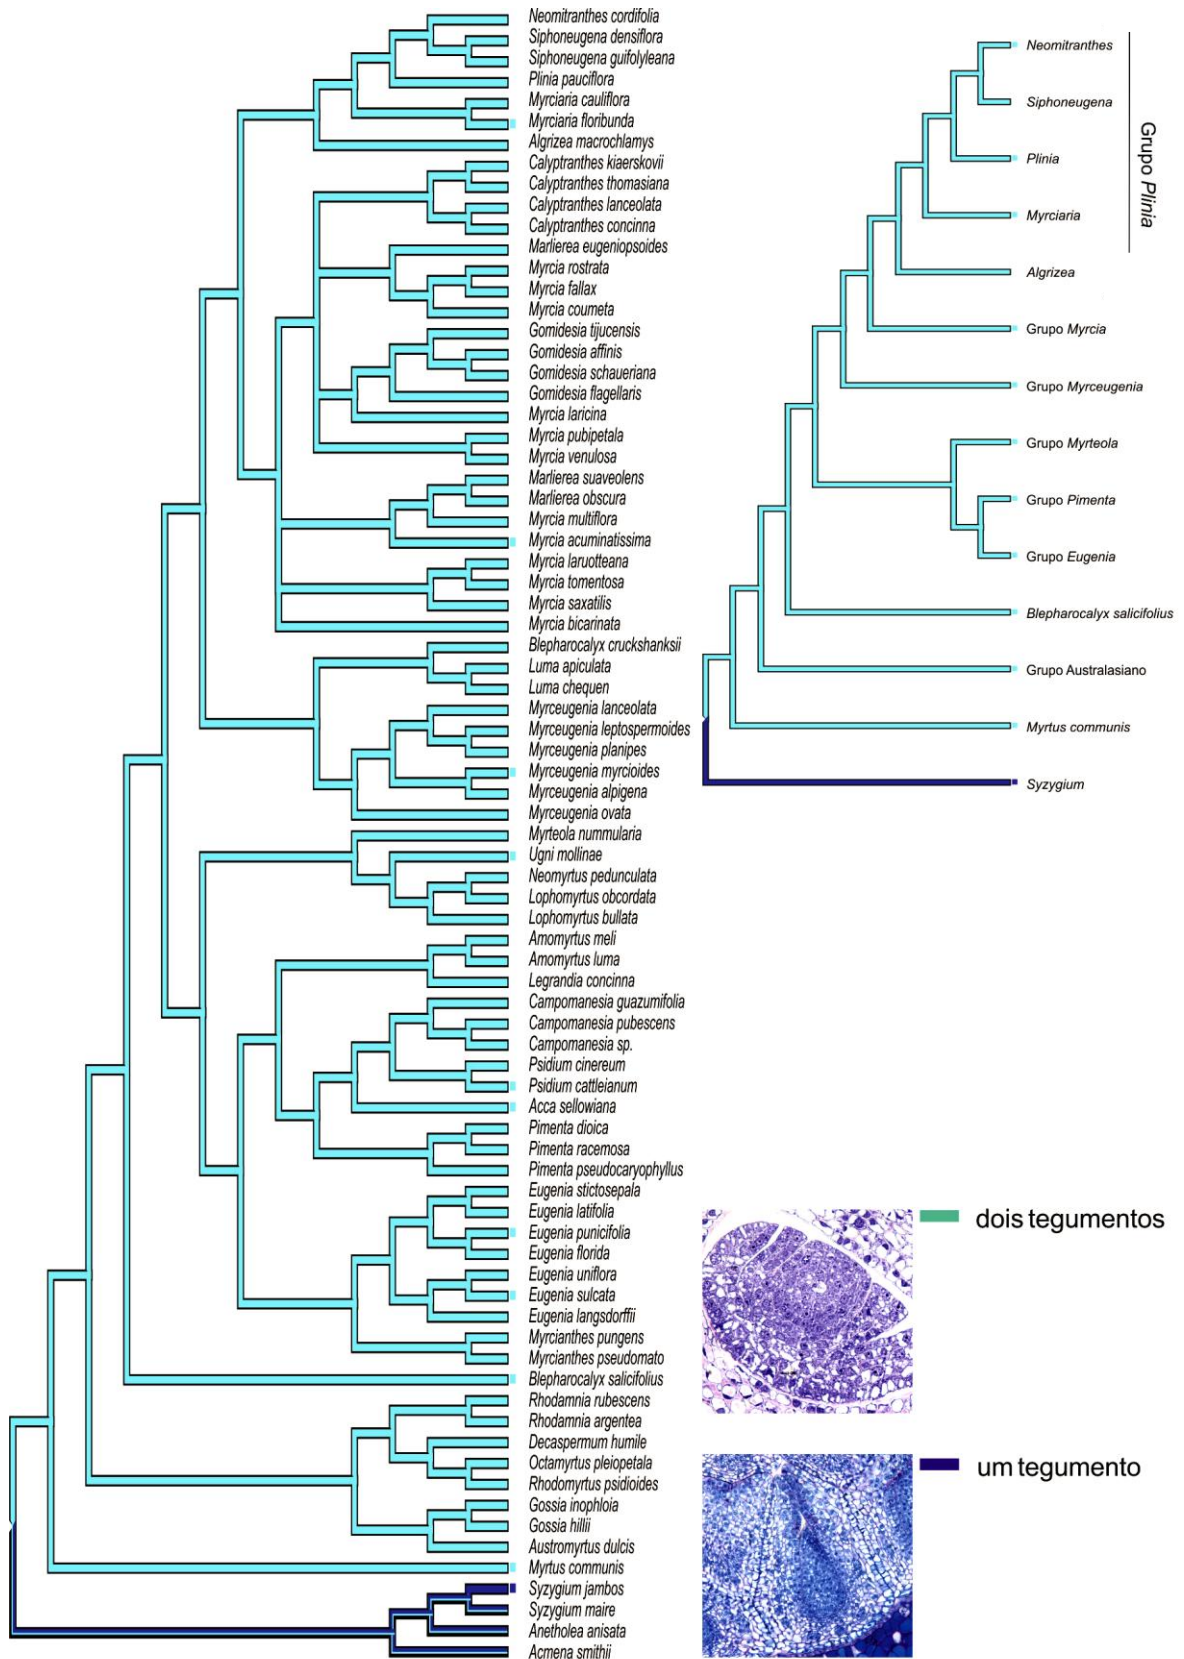 Neomitranthes cordifolia
Siphoneugena densiflora
Siphoneugena guifolyleana
Plinia pauciflora
Myrciaria cauliflora
Myrciaria floribunda
Algrizea macrochlamys
Calyptranthes kiaerskovii
Calyptranthes thomasiana
Calyptranthes lanceolata
Calyptranthes concinna
Marlierea eugeniopsoides
Myrcia rostrata
Myrcia fallax
Myrcia coumeta
Gomidesia tijucensis
Gomidesia affinis
Gomidesia schaueriana
Gomidesia flagellaris
Myrcia laricina
Myrcia pubipetala
Myrcia venulosa
Marlierea suaveolens
Marlierea obscura
Myrcia multiflora
Myrcia acuminatissima
Myrcia laruotteana
Myrcia tomentosa
Myrcia saxatilis
Myrcia bicarinata
Blepharocalyx cruckshanksii
Luma apiculata
Luma chequen
Myrceugenia lanceolata
Myrceugenia leptospermoides
Myrceugenia planipes
Myrceugenia myrcioides
Myrceugenia alpigena
Myrceugenia ovata
Myrteola nummularia
Ugni mollinae
Neomyrtus pedunculata
Lophomyrtus obcordata
Lophomyrtus bullata
Amomyrtus meli
Amomyrtus luma
Legrandia concinna
Campomanesia guazumifolia
Campomanesia pubescens
Campomanesia sp.
Psidium cinereum
Psidium cattleianum
Acca sellowiana
Pimenta dioica
Pimenta racemosa
Pimenta pseudocaryophyllus
Eugenia stictosepala
Eugenia latifolia
Eugenia punicifolia
Eugenia florida
Eugenia uniflora
Eugenia sulcata
Eugenia langsdorffii
Myrcianthes pungens
Myrcianthes pseudomato
Blepharocalyx salicifolius
Rhodamnia rubescens
Rhodamnia argentea
Decaspermum humile
Octamyrtus pleiopetala
Rhodomyrtus psidioides
Gossia inophloia
Gossia hillii
Austromyrtus dulcis
Myrtus communis
Syzygium jambos
Syzygium maire
Anetholea anisata
Acmena smithii
Neomitranthes
Siphoneugena
Plinia
Myrciaria
Grupo Plinia
Algrizea
Grupo Myrcia
Grupo Myrceugenia
Grupo Myrteola
Grupo Pimenta
Grupo Eugenia
Blepharocalyx salicifolius
Grupo Australasiano
Myrtus communis
Syzygium
dois tegumentos
um tegumento